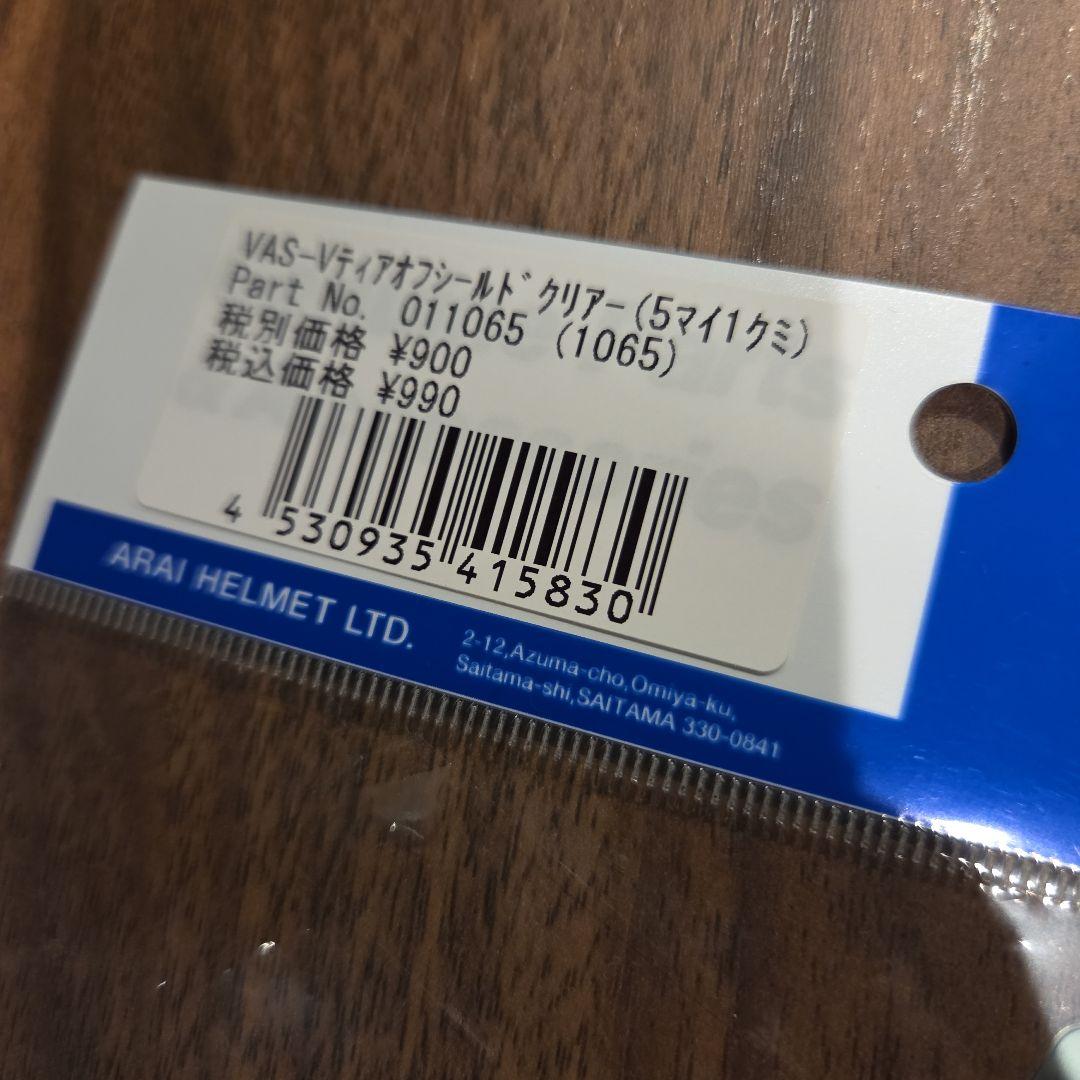 VAS-Vﾃｨｱｵﾌｼｰﾙﾄﾞｸﾘｱｰ(5ﾏｲ1ｸﾐ)
Part No. 011065 (1065)
税別価格 ¥900
税込価格 ¥990
4 530935 415830
ARAI HELMET LTD.
2-12,Azuma-cho,Omiya-ku,
Saitama-shi,SAITAMA 330-0841